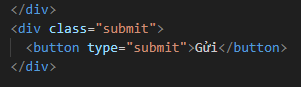 </div>
<div class="submit">
<button type="submit">Gửi</button>
</div>